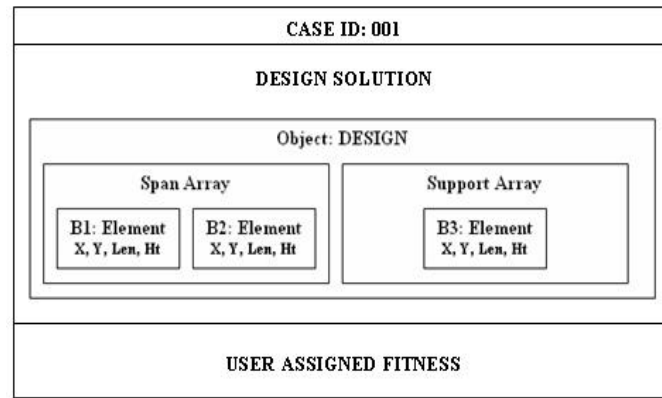 CASE ID: 001
DESIGN SOLUTION
Object: DESIGN
Span Array
B1: Element
X, Y, Len, Ht
B2: Element
X, Y, Len, Ht
Support Array
B3: Element
X, Y, Len, Ht
USER ASSIGNED FITNESS